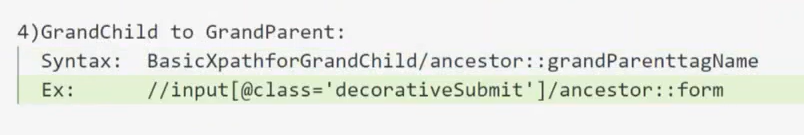 4)GrandChild to GrandParent:
Syntax: BasicXpathforGrandChild/ancestor::grandParenttagName
Ex: //input[@class='decorativeSubmit']/ancestor::form